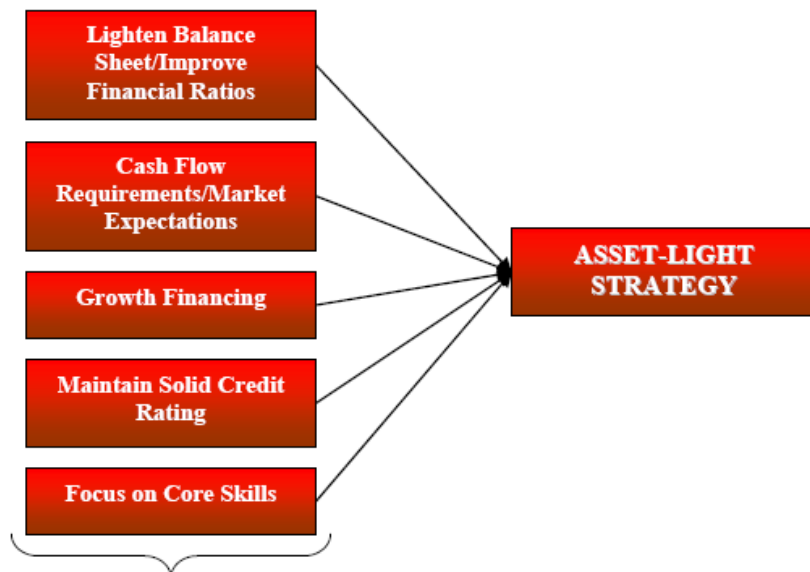 Lighten Balance
Sheet/Improve
Financial Ratios
Cash Flow
Requirements/Market
Expectations
Growth Financing
Maintain Solid Credit
Rating
Focus on Core Skills
ASSET-LIGHT
STRATEGY